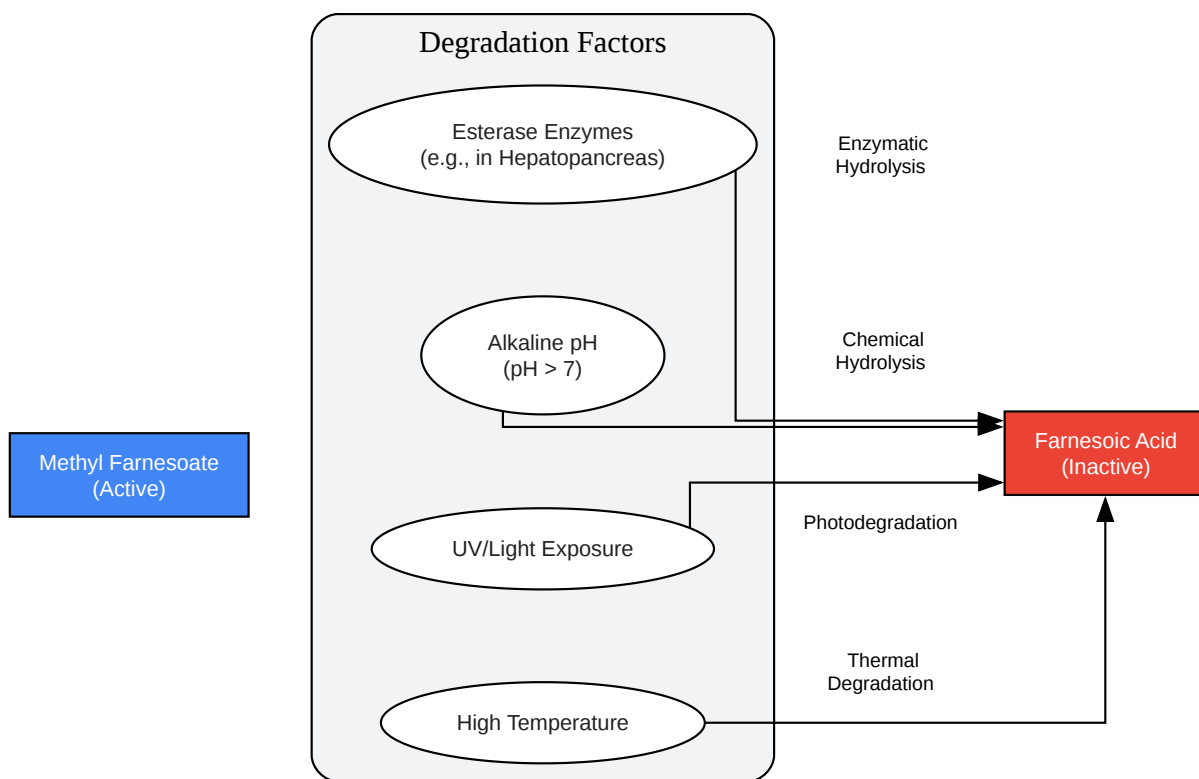 Degradation Factors
Esterase Enzymes
(e.g., in Hepatopancreas)
Enzymatic
Hydrolysis
Alkaline pH
(pH > 7)
Chemical
Hydrolysis
Methyl Farnesoate
(Active)
Farnesoic Acid
(Inactive)
UV/Light Exposure
Photodegradation
High Temperature
Thermal
Degradation